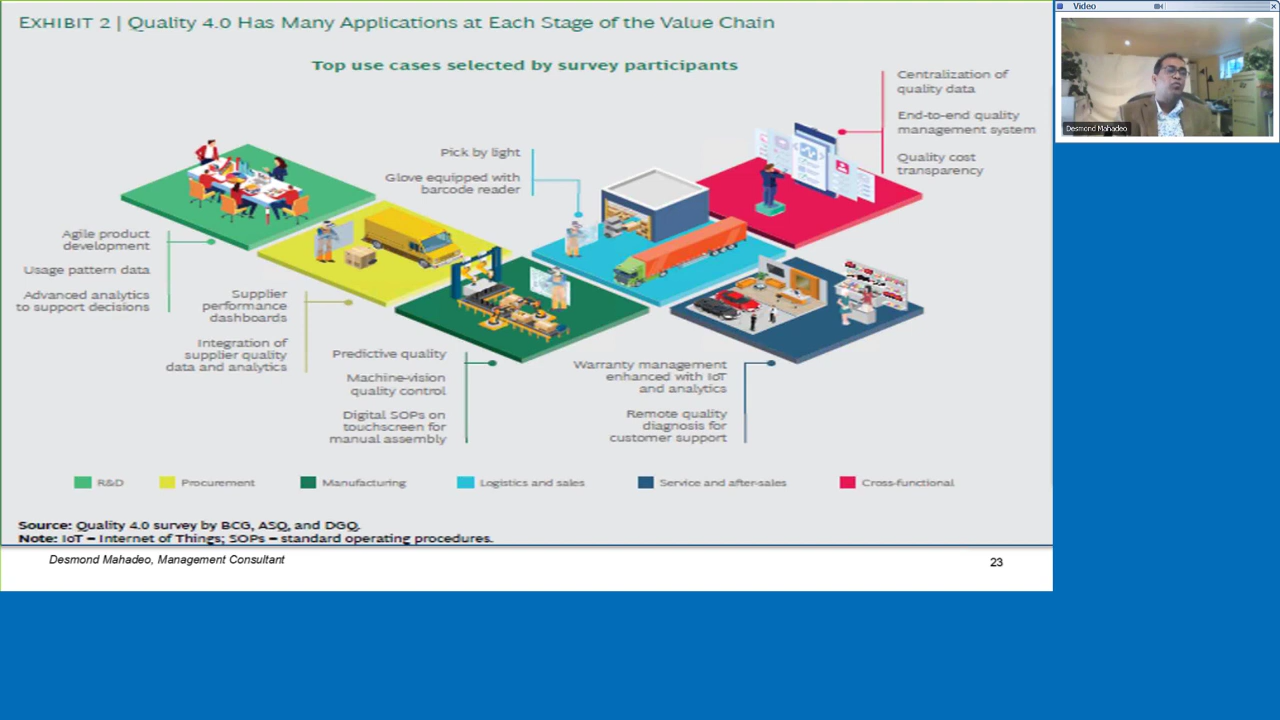 EXHIBIT 2 | Quality 4.0 Has Many Applications at Each Stage of the Value Chain
Top use cases selected by survey participants
Centralization of
quality data
End-to-end quality
management system
Quality cost
transparency
Pick by light
Glove equipped with
barcode reader
Agile product
development
Usage pattern data
Advanced analytics
to support decisions
Supplier
performance
dashboards
Integration of
supplier quality
data and analytics
Predictive quality
Machine-vision
quality control
Digital SOPs on
touchscreen for
manual assembly
Warranty management
enhanced with IoT
and analytics
Remote quality
diagnosis for
customer support
R&D
Procurement
Manufacturing
Logistics and sales
Service and after-sales
Cross-functional
Source: Quality 4.0 survey by BCG, ASQ, and DGQ.
Note: IoT = Internet of Things; SOPs = standard operating procedures.
Desmond Mahadeo, Management Consultant
23
Video
Desmond Mahadeo